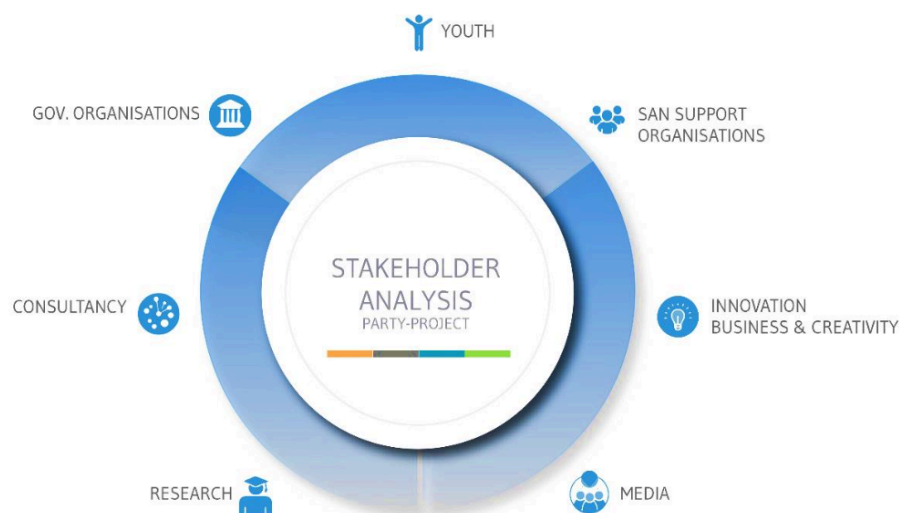 YOUTH
GOV. ORGANISATIONS
SAN SUPPORT
ORGANISATIONS
STAKEHOLDER
ANALYSIS
PARTY-PROJECT
CONSULTANCY
INNOVATION
BUSINESS & CREATIVITY
RESEARCH
MEDIA